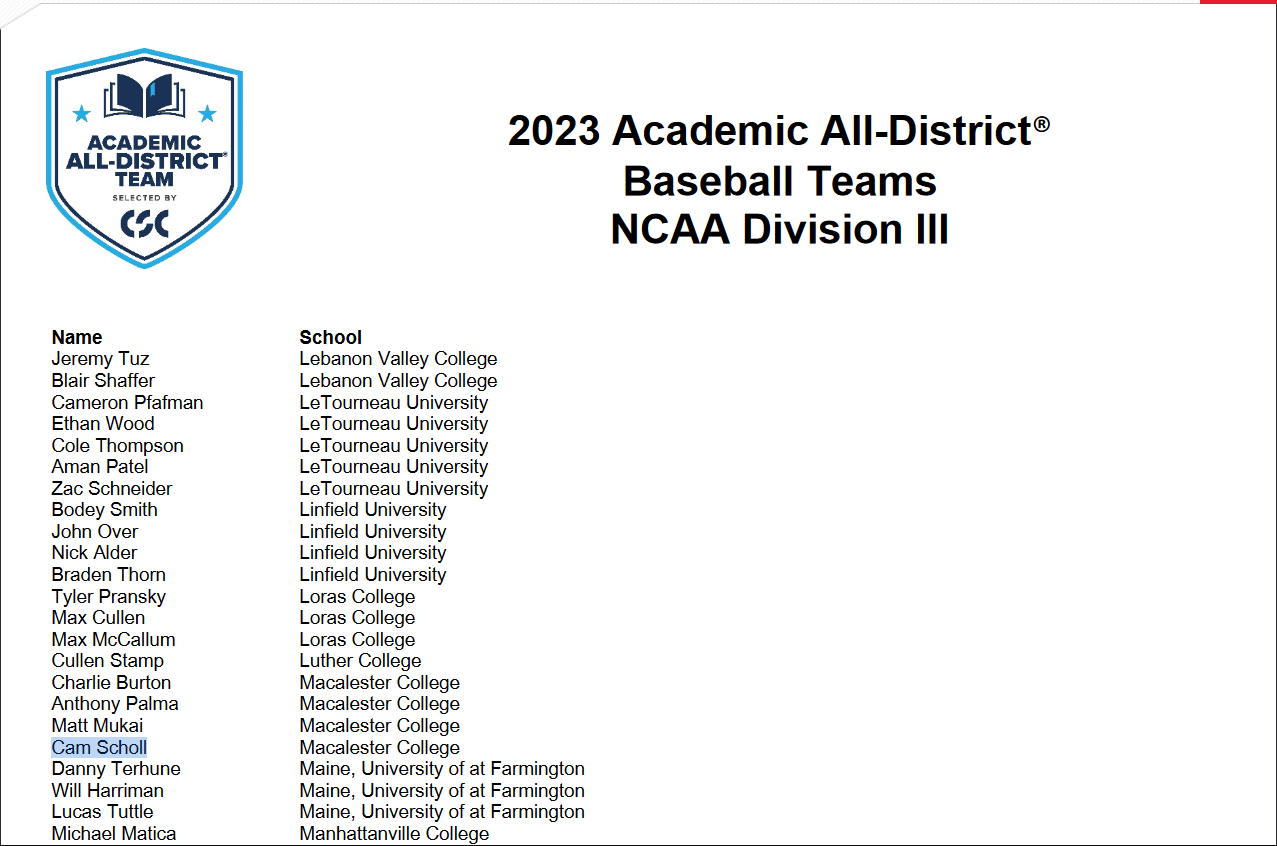 ACADEMIC
ALL-DISTRICT®
TEAM
SELECTED BY
CSC
2023 Academic All-District®
Baseball Teams
NCAA Division III
Name School
Jeremy Tuz Lebanon Valley College
Blair Shaffer Lebanon Valley College
Cameron Pfafman LeTourneau University
Ethan Wood LeTourneau University
Cole Thompson LeTourneau University
Aman Patel LeTourneau University
Zac Schneider LeTourneau University
Bodey Smith Linfield University
John Over Linfield University
Nick Alder Linfield University
Braden Thorn Linfield University
Tyler Pransky Loras College
Max Cullen Loras College
Max McCallum Loras College
Cullen Stamp Luther College
Charlie Burton Macalester College
Anthony Palma Macalester College
Matt Mukai Macalester College
Cam Scholl Macalester College
Danny Terhune Maine, University of at Farmington
Will Harriman Maine, University of at Farmington
Lucas Tuttle Maine, University of at Farmington
Michael Matica Manhattanville College